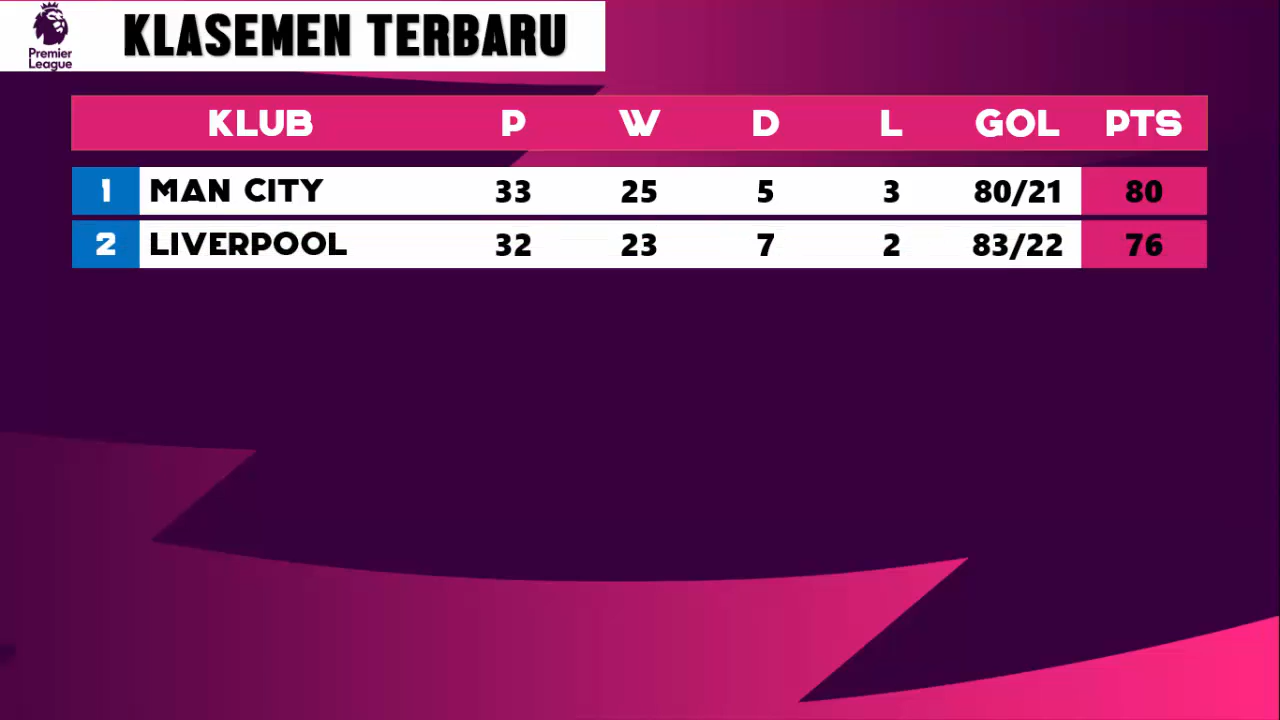 Premier
League
KLASEMEN TERBARU
KLUB P W D L GOL PTS
1 MAN CITY 33 25 5 3 80/21 80
2 LIVERPOOL 32 23 7 2 83/22 76